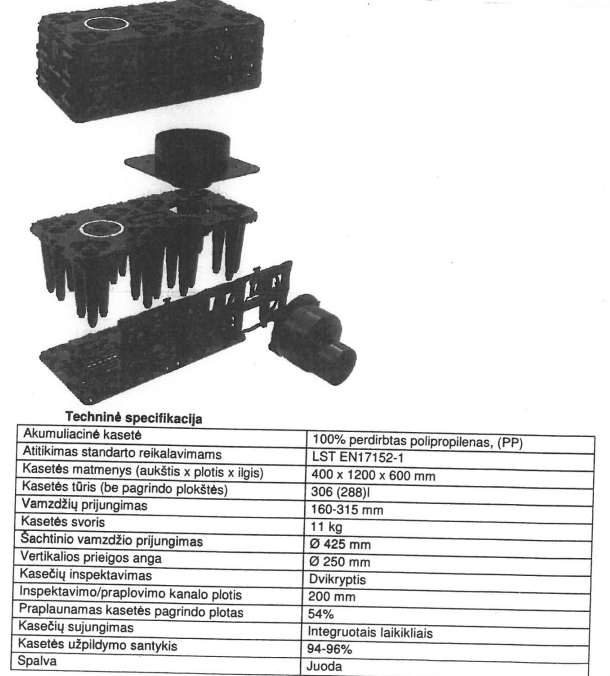 Techninė specifikacija
Akumuliacinė kasetė 100% perdirbtas polipropilenas, (PP)
Atitikimas standarto reikalavimams LST EN17152-1
Kasetės matmenys (aukštis x plotis x ilgis) 400 x 1200 x 600 mm
Kasetės tūris (be pagrindo plokštės) 306 (288)l
Vamzdžių prijungimas 160-315 mm
Kasetės svoris 11 kg
Šachtinio vamzdžio prijungimas Ø 425 mm
Vertikalios prieigos anga Ø 250 mm
Kasečių inspektavimas Dvikryptis
Inspektavimo/praplovimo kanalo plotis 200 mm
Praplaunamas kasetės pagrindo plotas 54%
Kasečių sujungimas Integruotais laikikliais
Kasetės užpildymo santykis 94-96%
Spalva Juoda